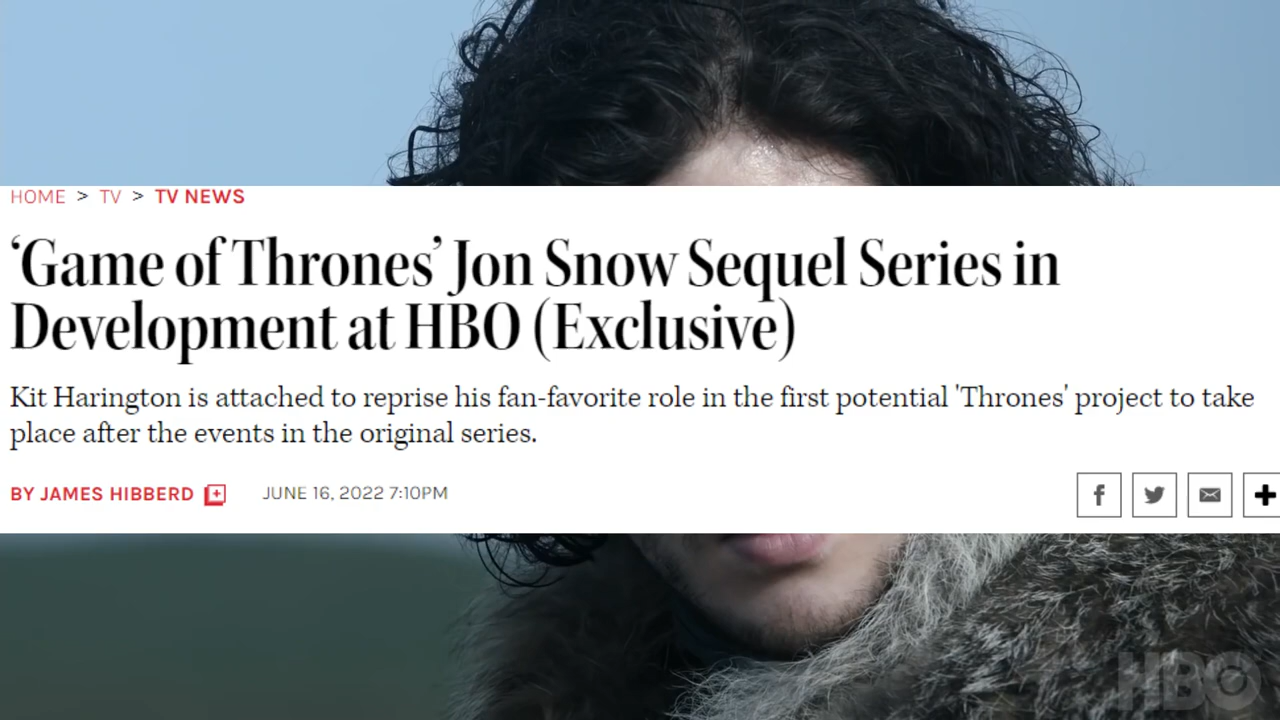 HOME > TV > TV NEWS
‘Game of Thrones’ Jon Snow Sequel Series in
Development at HBO (Exclusive)
Kit Harington is attached to reprise his fan-favorite role in the first potential 'Thrones' project to take
place after the events in the original series.
BY JAMES HIBBERD JUNE 16, 2022 7:10PM
HBO